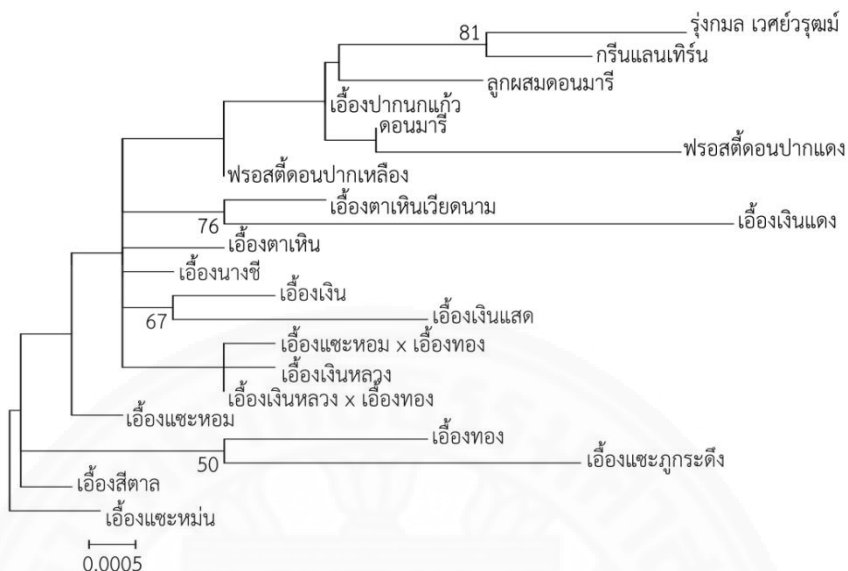 81
รุ่งกมล เวศย์วรุฒม์
กรีนแลนเทิร์น
ลูกผสมดอนมารี
เอื้องปากนกแก้ว
ดอนมารี
ฟรอสตี้ดอนปากแดง
ฟรอสตี้ดอนปากเหลือง
เอื้องตาเหินเวียดนาม
76
เอื้องเงินแดง
เอื้องตาเหิน
เอื้องนางชี
เอื้องเงิน
67
เอื้องเงินแสด
เอื้องแซะหอม x เอื้องทอง
เอื้องเงินหลวง
เอื้องเงินหลวง x เอื้องทอง
เอื้องแซะหอม
เอื้องทอง
50
เอื้องแซะภูกระดึง
เอื้องสีตาล
เอื้องแซะหม่น
0.0005